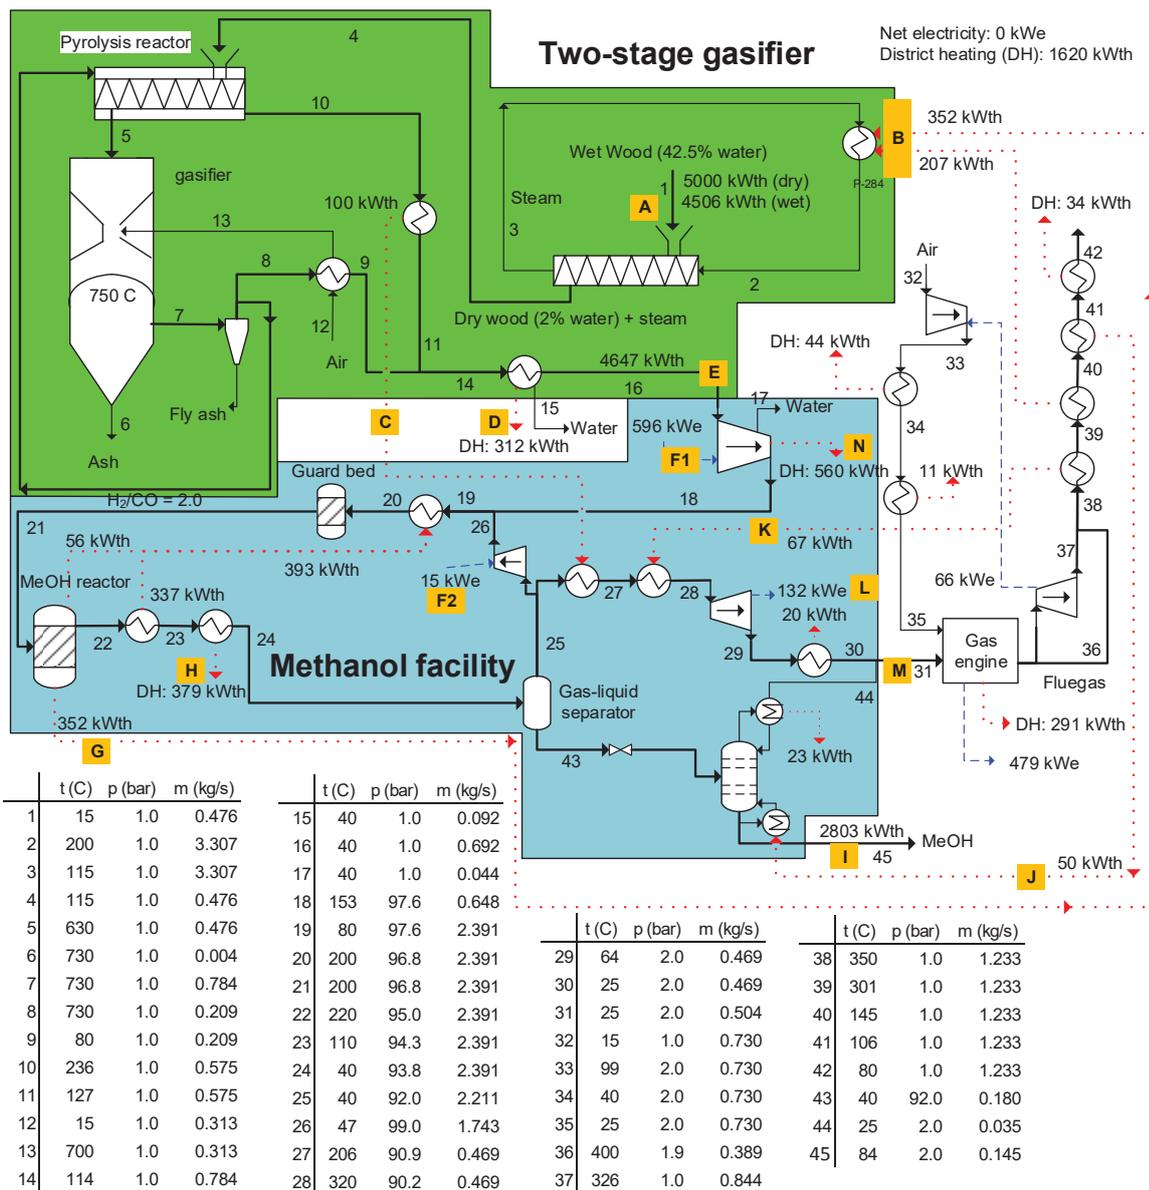 Two-stage gasifier
Net electricity: 0 kWe
District heating (DH): 1620 kWth
Pyrolysis reactor
4
10
5
gasifier
13
750 C
8
9
7
12
Air
11
6
Ash
Fly ash
100 kWth
Wet Wood (42.5% water)
1
5000 kWth (dry)
4506 kWth (wet)
A
Steam
3
2
Dry wood (2% water) + steam
B
P-284
352 kWth
207 kWth
14
15
Water
16
4647 kWth
E
C
D
DH: 312 kWth
DH: 34 kWth
42
41
40
39
38
37
36
Air
32
33
DH: 44 kWth
34
11 kWth
35
17
Water
596 kWe
F1
N
DH: 560 kWth
18
K
67 kWth
Guard bed
H2/CO = 2.0
20
19
21
26
56 kWth
393 kWth
15 kWe
F2
MeOH reactor
337 kWth
22
23
24
H
DH: 379 kWth
352 kWth
G
Methanol facility
25
27
28
132 kWe
L
20 kWth
29
30
M
31
44
Gas-liquid
separator
43
23 kWth
66 kWe
Gas
engine
Fluegas
DH: 291 kWth
479 kWe
2803 kWth
MeOH
I
45
J
50 kWth
t (C) p (bar) m (kg/s)
1 15 1.0 0.476
2 200 1.0 3.307
3 115 1.0 3.307
4 115 1.0 0.476
5 630 1.0 0.476
6 730 1.0 0.004
7 730 1.0 0.784
8 730 1.0 0.209
9 80 1.0 0.209
10 236 1.0 0.575
11 127 1.0 0.575
12 15 1.0 0.313
13 700 1.0 0.313
14 114 1.0 0.784
t (C) p (bar) m (kg/s)
15 40 1.0 0.092
16 40 1.0 0.692
17 40 1.0 0.044
18 153 97.6 0.648
19 80 97.6 2.391
20 200 96.8 2.391
21 200 96.8 2.391
22 220 95.0 2.391
23 110 94.3 2.391
24 40 93.8 2.391
25 40 92.0 2.211
26 47 99.0 1.743
27 206 90.9 0.469
28 320 90.2 0.469
t (C) p (bar) m (kg/s)
29 64 2.0 0.469
30 25 2.0 0.469
31 25 2.0 0.504
32 15 1.0 0.730
33 99 2.0 0.730
34 40 2.0 0.730
35 25 2.0 0.730
36 400 1.9 0.389
37 326 1.0 0.844
t (C) p (bar) m (kg/s)
38 350 1.0 1.233
39 301 1.0 1.233
40 145 1.0 1.233
41 106 1.0 1.233
42 80 1.0 1.233
43 40 92.0 0.180
44 25 2.0 0.035
45 84 2.0 0.145